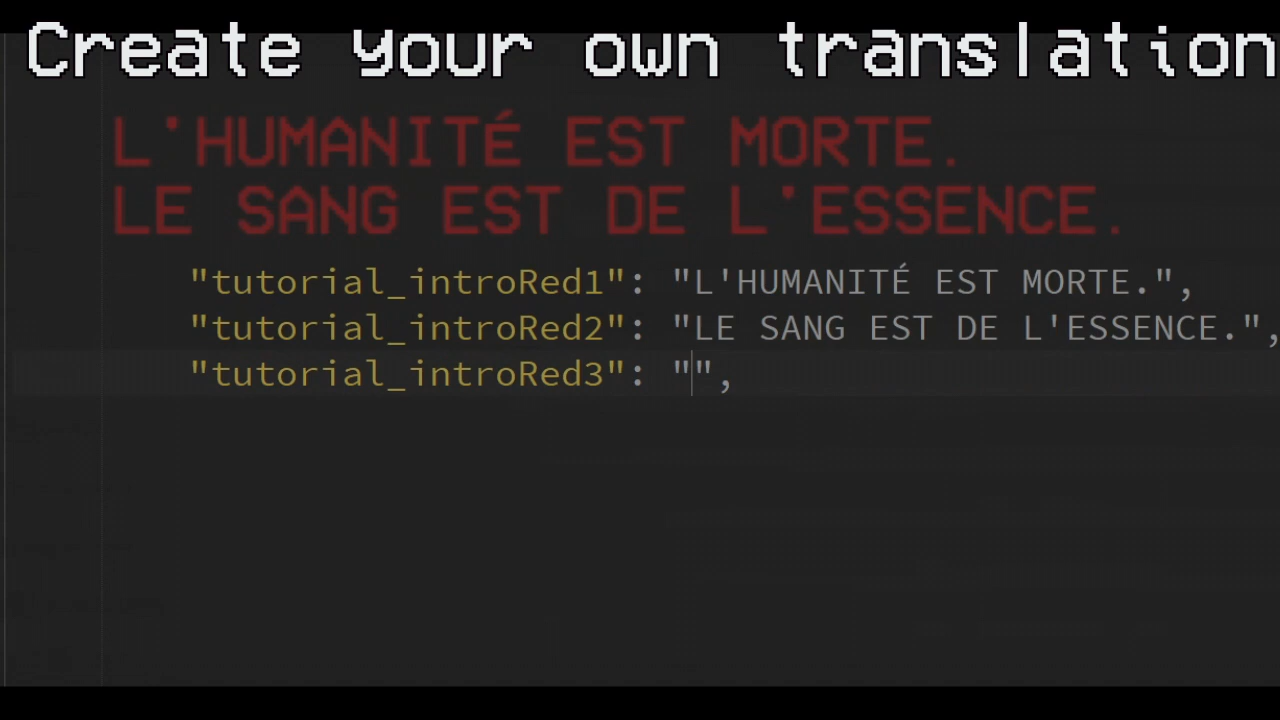 Create your own translation
L'HUMANITÉ EST MORTE.
LE SANG EST DE L'ESSENCE.
"tutorial_introRed1": "L'HUMANITÉ EST MORTE.",
"tutorial_introRed2": "LE SANG EST DE L'ESSENCE.",
"tutorial_introRed3": "",